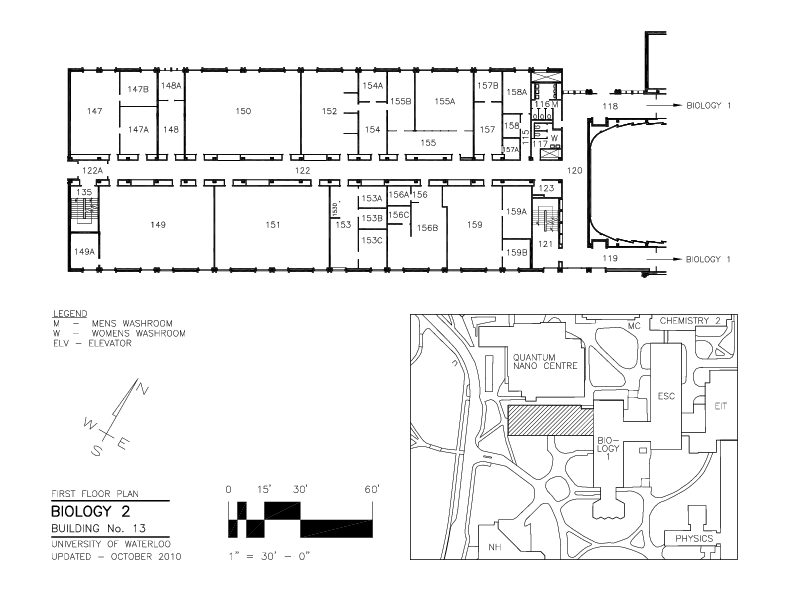 147
147B
147A
148A
148
150
152
154A
154
155B
155A
155
157B
157
158A
158
157A
115
116 M
W
117
118
BIOLOGY 1
122A
122
120
135
123
149A
149
151
153D
153
153A
153B
153C
156A
156
156C
156B
159
159A
159B
121
119
BIOLOGY 1
LEGEND
M – MENS WASHROOM
W – WOMENS WASHROOM
ELV – ELEVATOR
N
W
E
S
FIRST FLOOR PLAN
BIOLOGY 2
BUILDING No. 13
UNIVERSITY OF WATERLOO
UPDATED – OCTOBER 2010
0 15' 30' 60'
1" = 30' – 0"
MC
CHEMISTRY 2
QUANTUM
NANO CENTRE
ESC
EIT
BIO-
LOGY
1
NH
PHYSICS